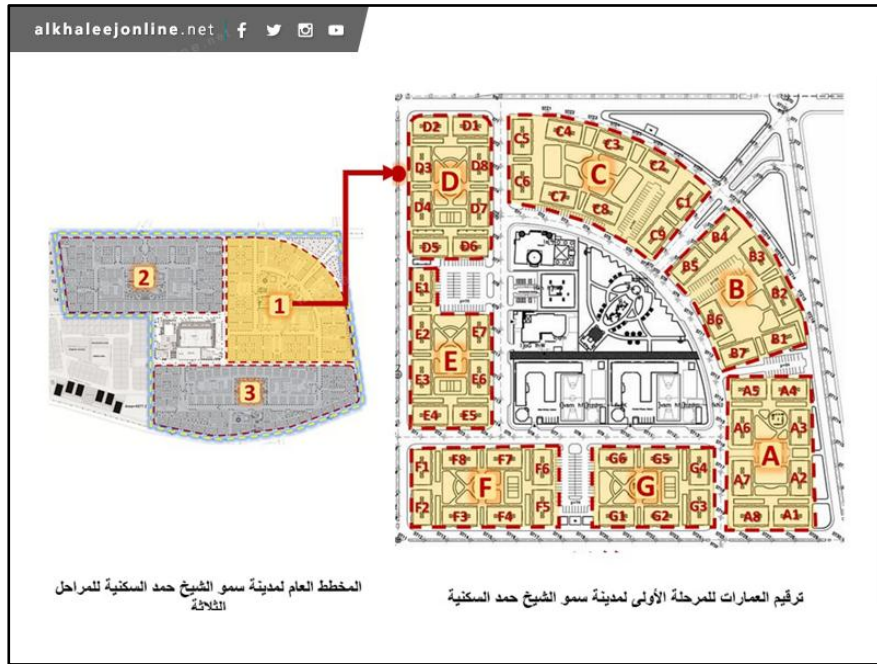 alkhaleejonline.net
D2 D1
C5 C4 C3 C2
D3 D D8
C6 C C1
D4 D7
C7 C8 C9
D5 D6
B4 B3
B5 B B2
2
E1
1
B6
E2 E7
B7 B1
E
E3 E6
A5 A4
3
E4 E5
A6 A3
A
F1 F8 F7 F6
G6 G5 G4
A7 A2
F
G
F2 F3 F4 F5
G1 G2 G3
A8 A1
المخطط العام لمدينة سمو الشيخ حمد السكنية للمراحل
الثلاثة
ترقيم العمارات للمرحلة الأولى لمدينة سمو الشيخ حمد السكنية